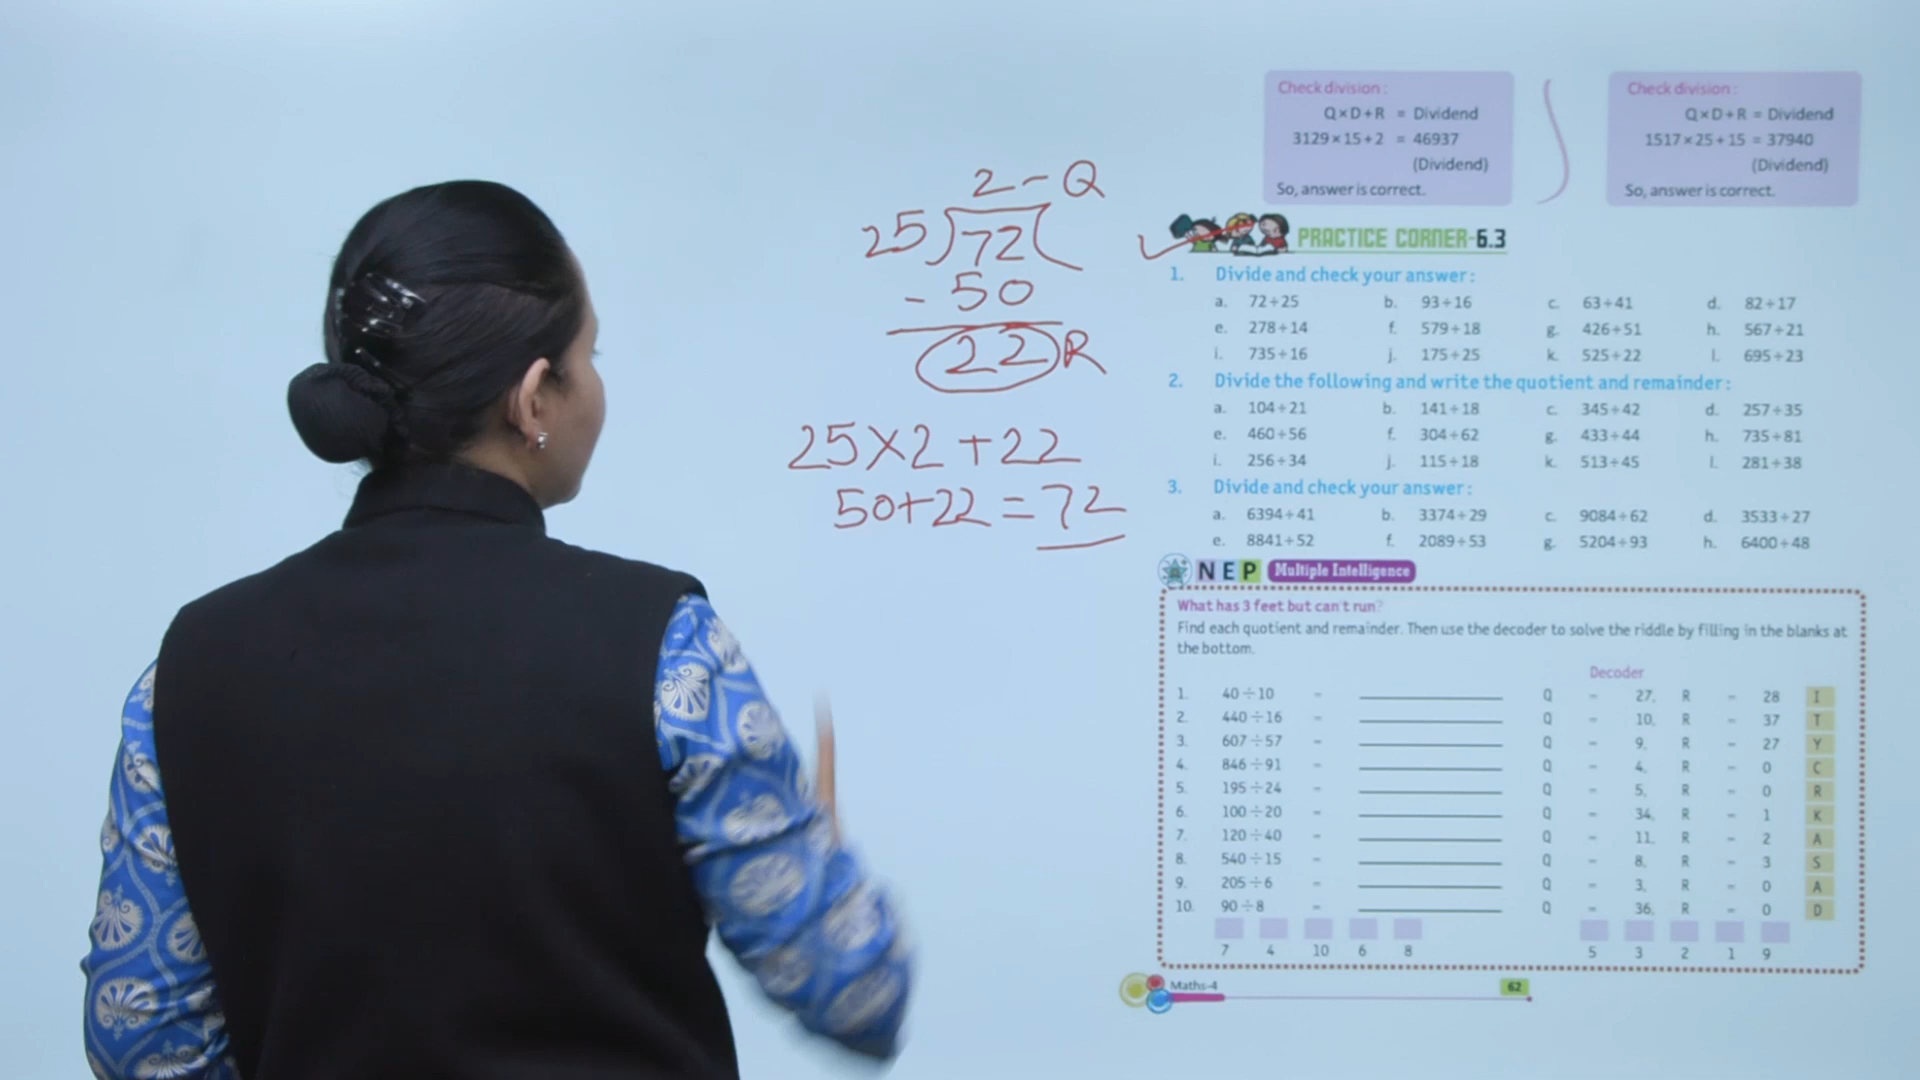 2 - Q
25)72(
- 50
22 R
25×2+22
50+22=72
Check division :
Q×D+R = Dividend
3129×15+2 = 46937
(Dividend)
So, answer is correct.
Check division :
Q×D+R = Dividend
1517×25+15 = 37940
(Dividend)
So, answer is correct.
PRACTICE CORNER-6.3
1. Divide and check your answer :
a. 72÷25 b. 93÷16 c. 63÷41 d. 82÷17
e. 278÷14 f. 579÷18 g. 426÷51 h. 567÷21
i. 735÷16 j. 175÷25 k. 525÷22 l. 695÷23
2. Divide the following and write the quotient and remainder :
a. 104÷21 b. 141÷18 c. 345÷42 d. 257÷35
e. 460÷56 f. 304÷62 g. 433÷44 h. 735÷81
i. 256÷34 j. 115÷18 k. 513÷45 l. 281÷38
3. Divide and check your answer :
a. 6394÷41 b. 3374÷29 c. 9084÷62 d. 3533÷27
e. 8841÷52 f. 2089÷53 g. 5204÷93 h. 6400÷48
NEP Multiple Intelligence
What has 3 feet but can't run?
Find each quotient and remainder. Then use the decoder to solve the riddle by filling in the blanks at
the bottom.
Decoder
1. 40÷10 - Q - 27, R - 28 I
2. 440÷16 - Q - 10, R - 37 T
3. 607÷57 - Q - 9, R - 27 Y
4. 846÷91 - Q - 4, R - 0 C
5. 195÷24 - Q - 5, R - 0 R
6. 100÷20 - Q - 34, R - 1 K
7. 120÷40 - Q - 11, R - 2 A
8. 540÷15 - Q - 8, R - 3 S
9. 205÷6 - Q - 3, R - 0 A
10. 90÷8 - Q - 36, R - 0 D
7 4 10 6 8 5 3 2 1 9
Maths-4 62